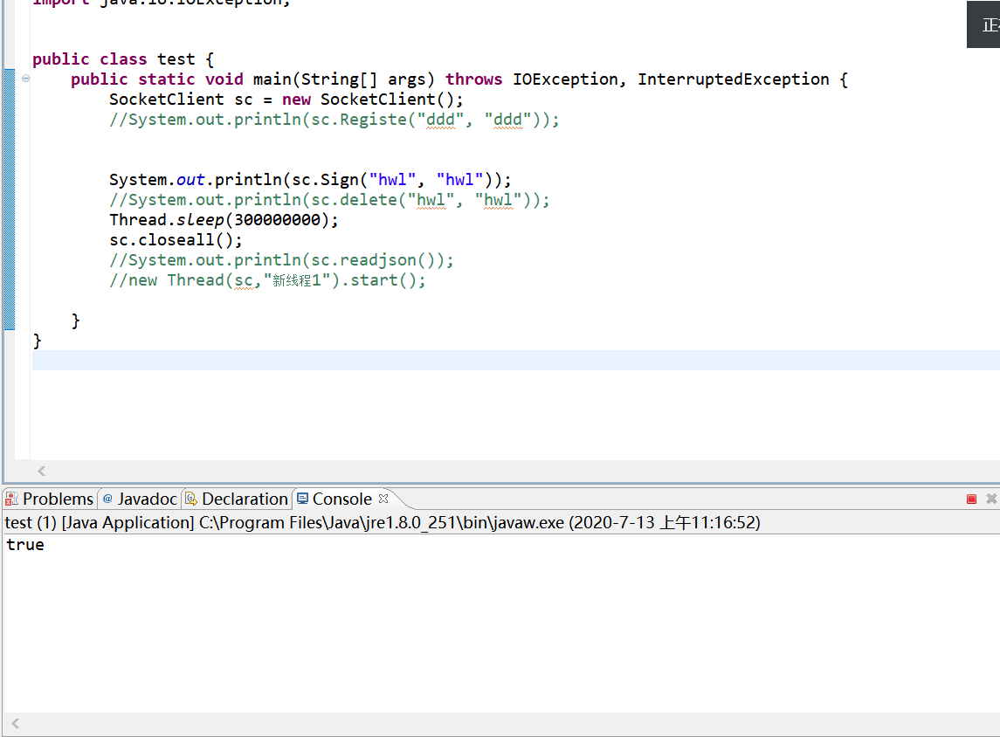 import java.io.IOException;
正
public class test {
public static void main(String[] args) throws IOException, InterruptedException {
SocketClient sc = new SocketClient();
//System.out.println(sc.Registe("ddd", "ddd"));
System.out.println(sc.Sign("hwl", "hwl"));
//System.out.println(sc.delete("hwl", "hwl"));
Thread.sleep(300000000);
sc.closeall();
//System.out.println(sc.readjson());
//new Thread(sc,"新线程1").start();
}
}
Problems @ Javadoc Declaration Console
test (1) [Java Application] C:\Program Files\Java\jre1.8.0_251\bin\javaw.exe (2020-7-13 上午11:16:52)
true